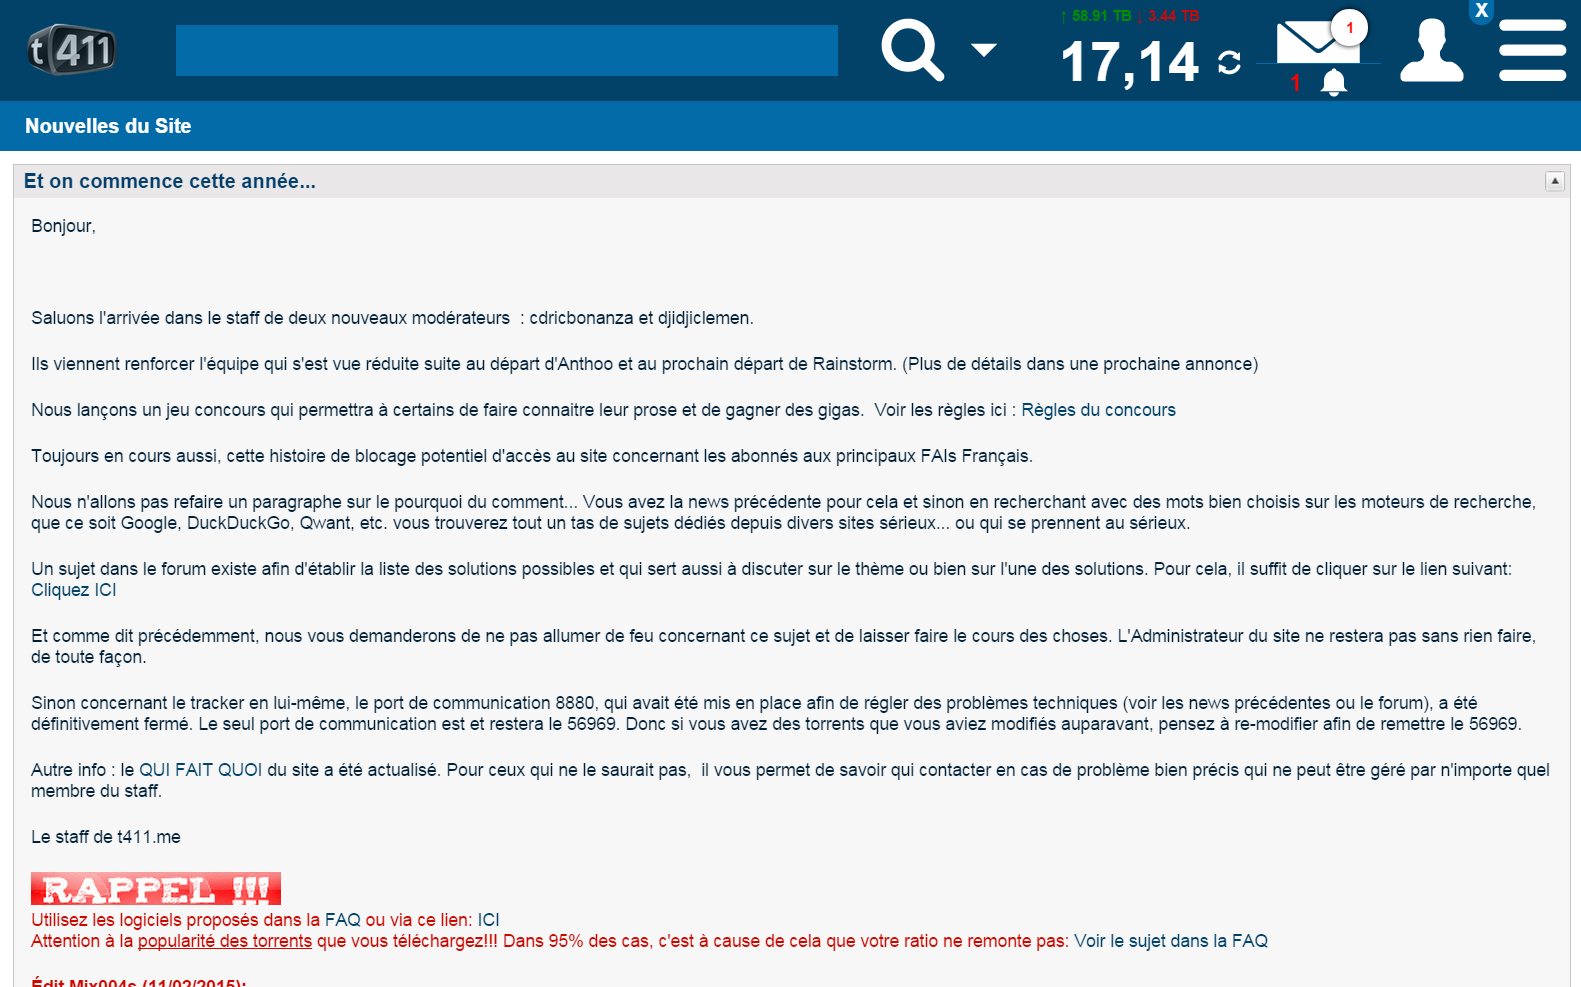 t411
↑ 58.91 TB ↓ 3.44 TB
17,14
1
1
X
Nouvelles du Site
Et on commence cette année...
Bonjour,
Saluons l'arrivée dans le staff de deux nouveaux modérateurs : cdricbonanza et djidjiclemen.
Ils viennent renforcer l'équipe qui s'est vue réduite suite au départ d'Anthoo et au prochain départ de Rainstorm. (Plus de détails dans une prochaine annonce)
Nous lançons un jeu concours qui permettra à certains de faire connaitre leur prose et de gagner des gigas. Voir les règles ici : Règles du concours
Toujours en cours aussi, cette histoire de blocage potentiel d'accès au site concernant les abonnés aux principaux FAIs Français.
Nous n'allons pas refaire un paragraphe sur le pourquoi du comment... Vous avez la news précédente pour cela et sinon en recherchant avec des mots bien choisis sur les moteurs de recherche,
que ce soit Google, DuckDuckGo, Qwant, etc. vous trouverez tout un tas de sujets dédiés depuis divers sites sérieux... ou qui se prennent au sérieux.
Un sujet dans le forum existe afin d'établir la liste des solutions possibles et qui sert aussi à discuter sur le thème ou bien sur l'une des solutions. Pour cela, il suffit de cliquer sur le lien suivant:
Cliquez ICI
Et comme dit précédemment, nous vous demanderons de ne pas allumer de feu concernant ce sujet et de laisser faire le cours des choses. L'Administrateur du site ne restera pas sans rien faire,
de toute façon.
Sinon concernant le tracker en lui-même, le port de communication 8880, qui avait été mis en place afin de régler des problèmes techniques (voir les news précédentes ou le forum), a été
définitivement fermé. Le seul port de communication est et restera le 56969. Donc si vous avez des torrents que vous aviez modifiés auparavant, pensez à re-modifier afin de remettre le 56969.
Autre info : le QUI FAIT QUOI du site a été actualisé. Pour ceux qui ne le saurait pas, il vous permet de savoir qui contacter en cas de problème bien précis qui ne peut être géré par n'importe quel
membre du staff.
Le staff de t411.me
RAPPEL !!!
Utilisez les logiciels proposés dans la FAQ ou via ce lien: ICI
Attention à la popularité des torrents que vous téléchargez!!! Dans 95% des cas, c'est à cause de cela que votre ratio ne remonte pas: Voir le sujet dans la FAQ
Édit Mix004s (11/02/2015):